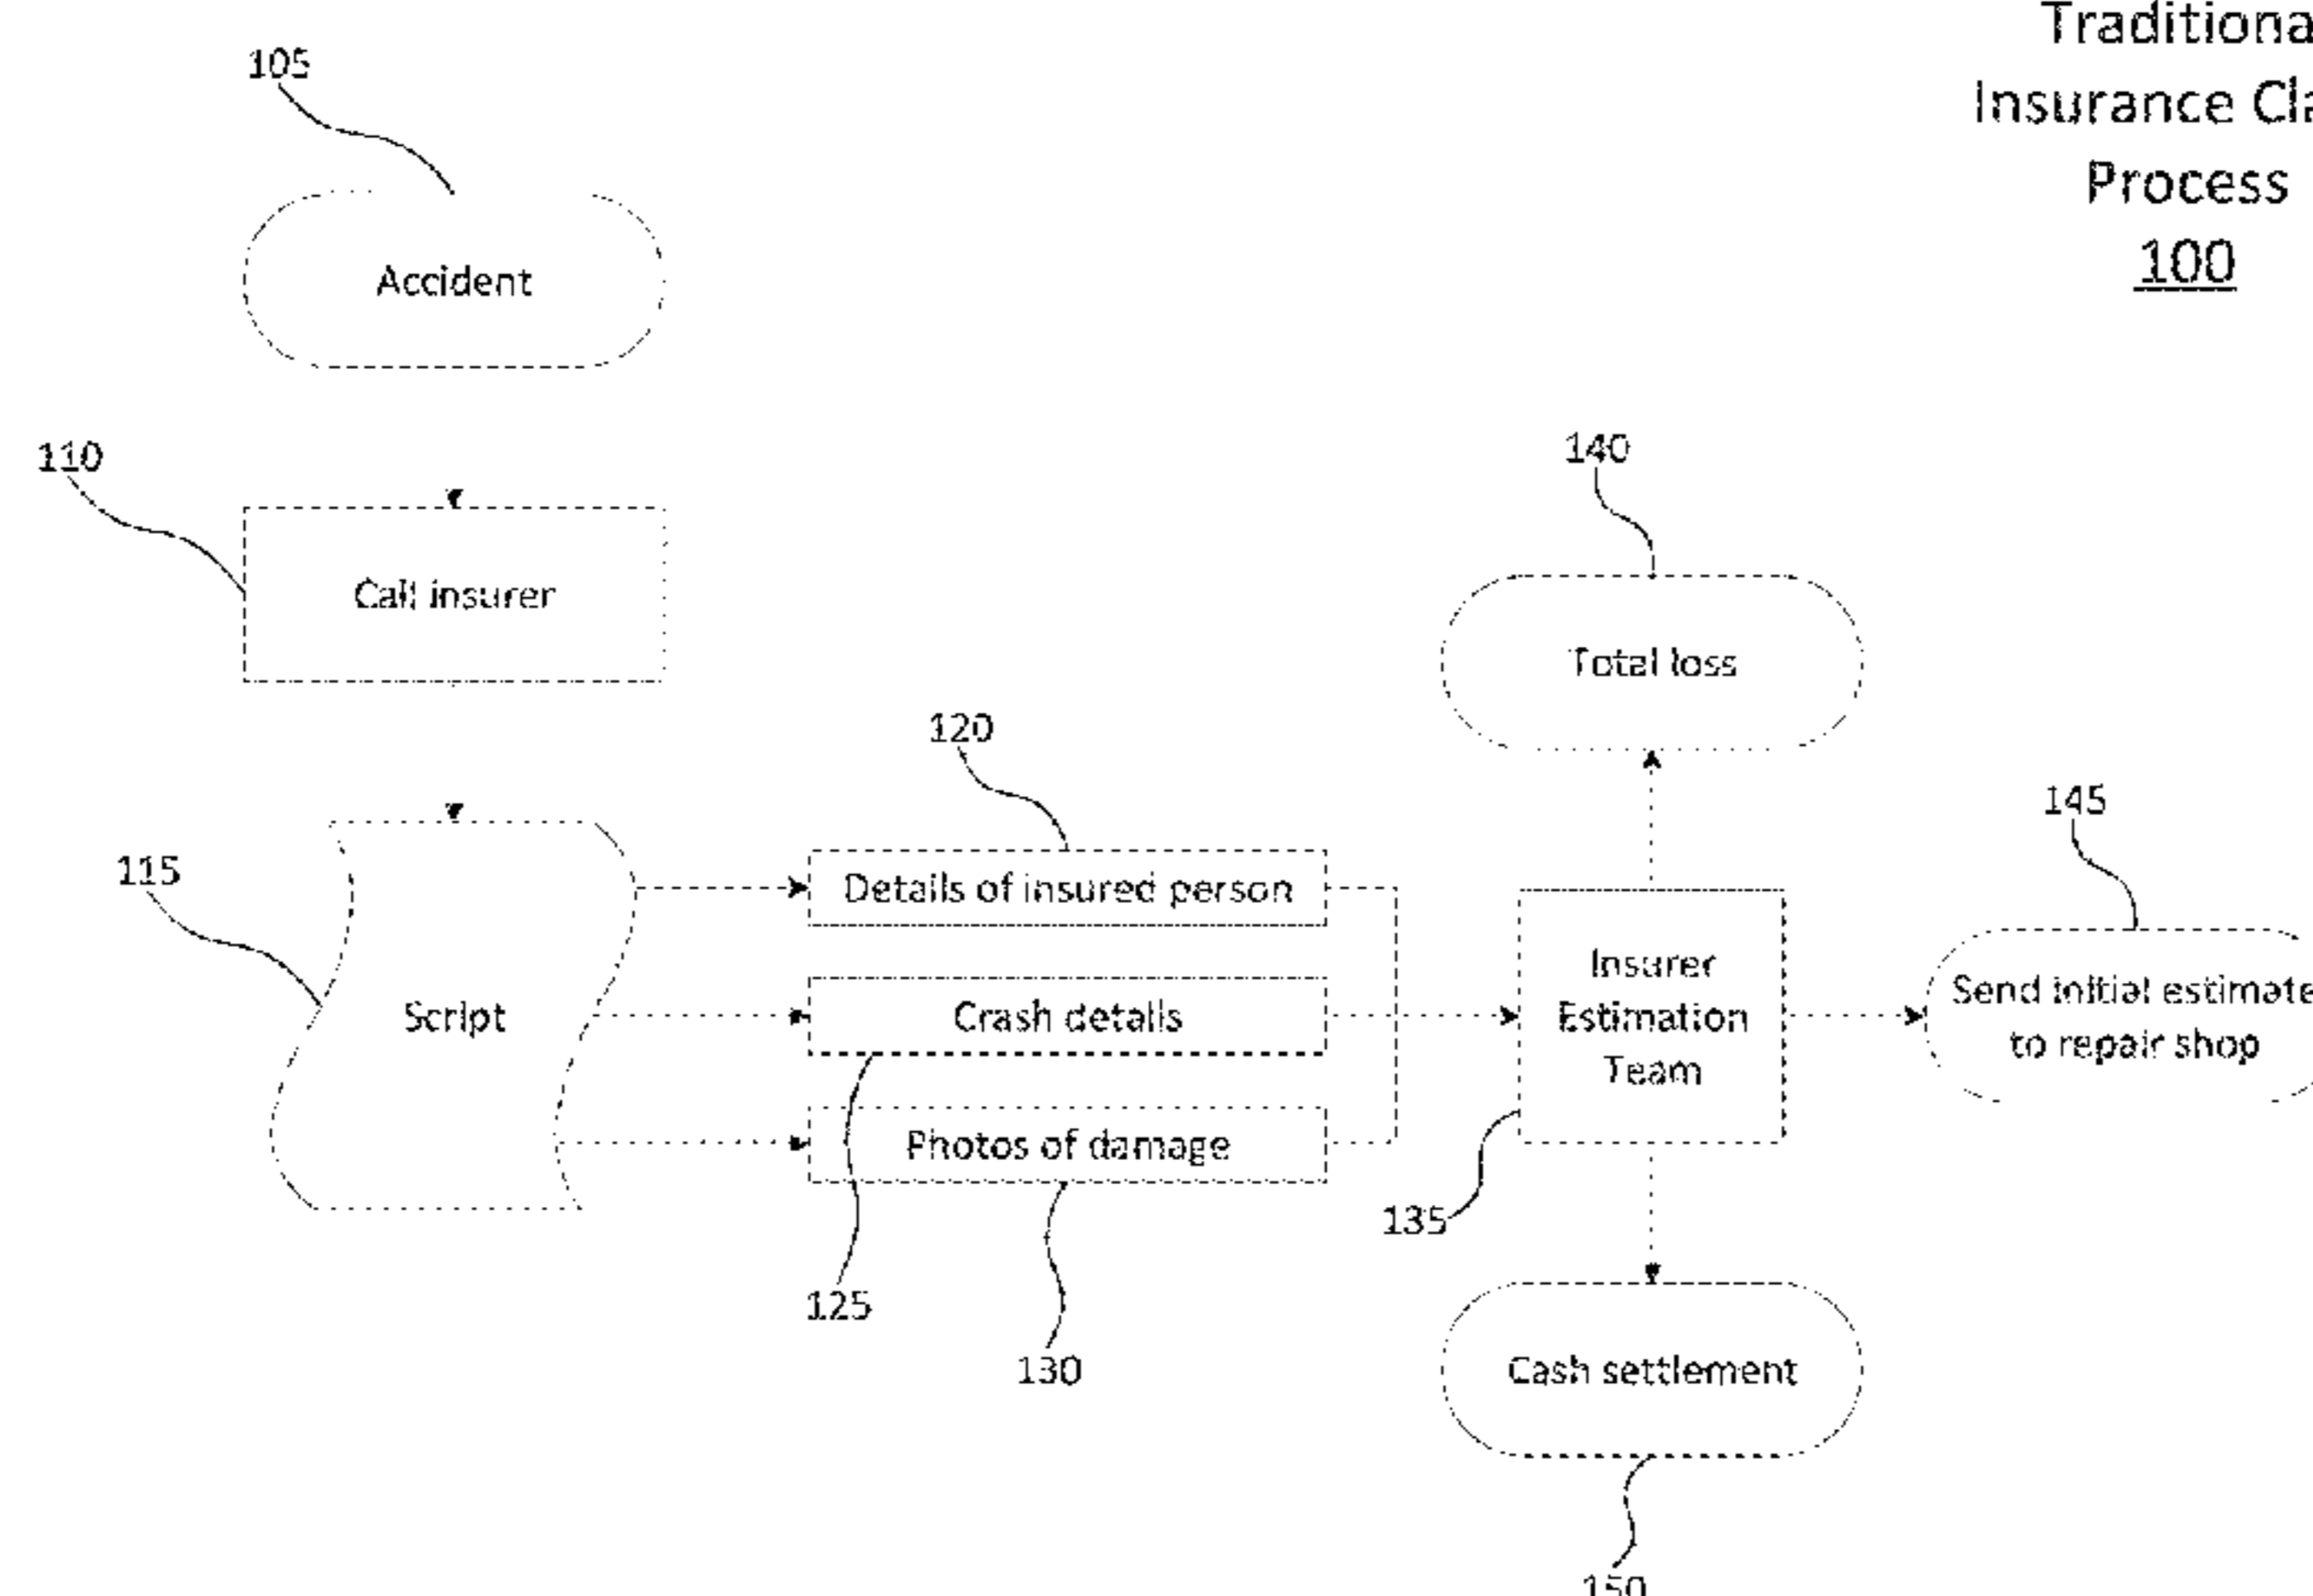 Traditiona
Insurance Cla
Process
100
105
Accident
110
Call insurer
140
Total loss
120
115
Script
Details of insured person
Crash details
Photos of damage
125
130
Insurer
Estimation
Team
135
145
Send initial estimate
to repair shop
Cash settlement
150